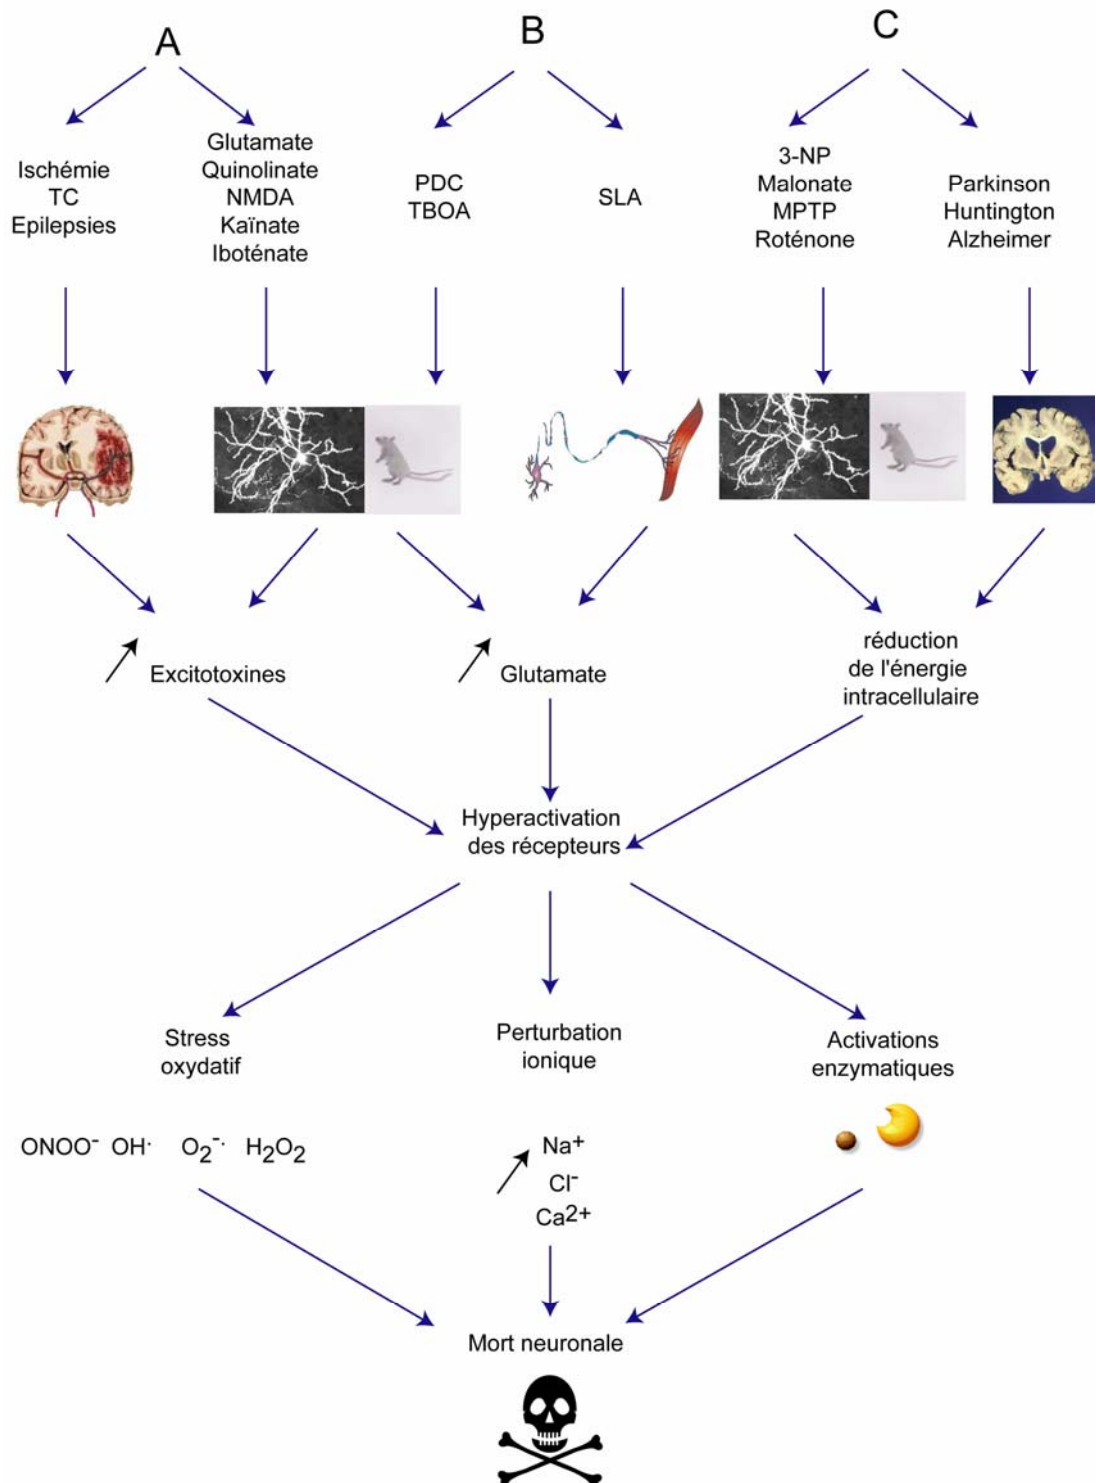 A
B
C
Ischémie
TC
Epilepsies
Glutamate
Quinolinate
NMDA
Kaïnate
Iboténate
PDC
TBOA
SLA
3-NP
Malonate
MPTP
Roténone
Parkinson
Huntington
Alzheimer
Excitotoxines
Glutamate
réduction
de l'énergie
intracellulaire
Hyperactivation
des récepteurs
Stress
oxydatif
ONOO⁻ OH· O₂⁻· H₂O₂
Perturbation
ionique
Na⁺
Cl⁻
Ca²⁺
Activations
enzymatiques
Mort neuronale